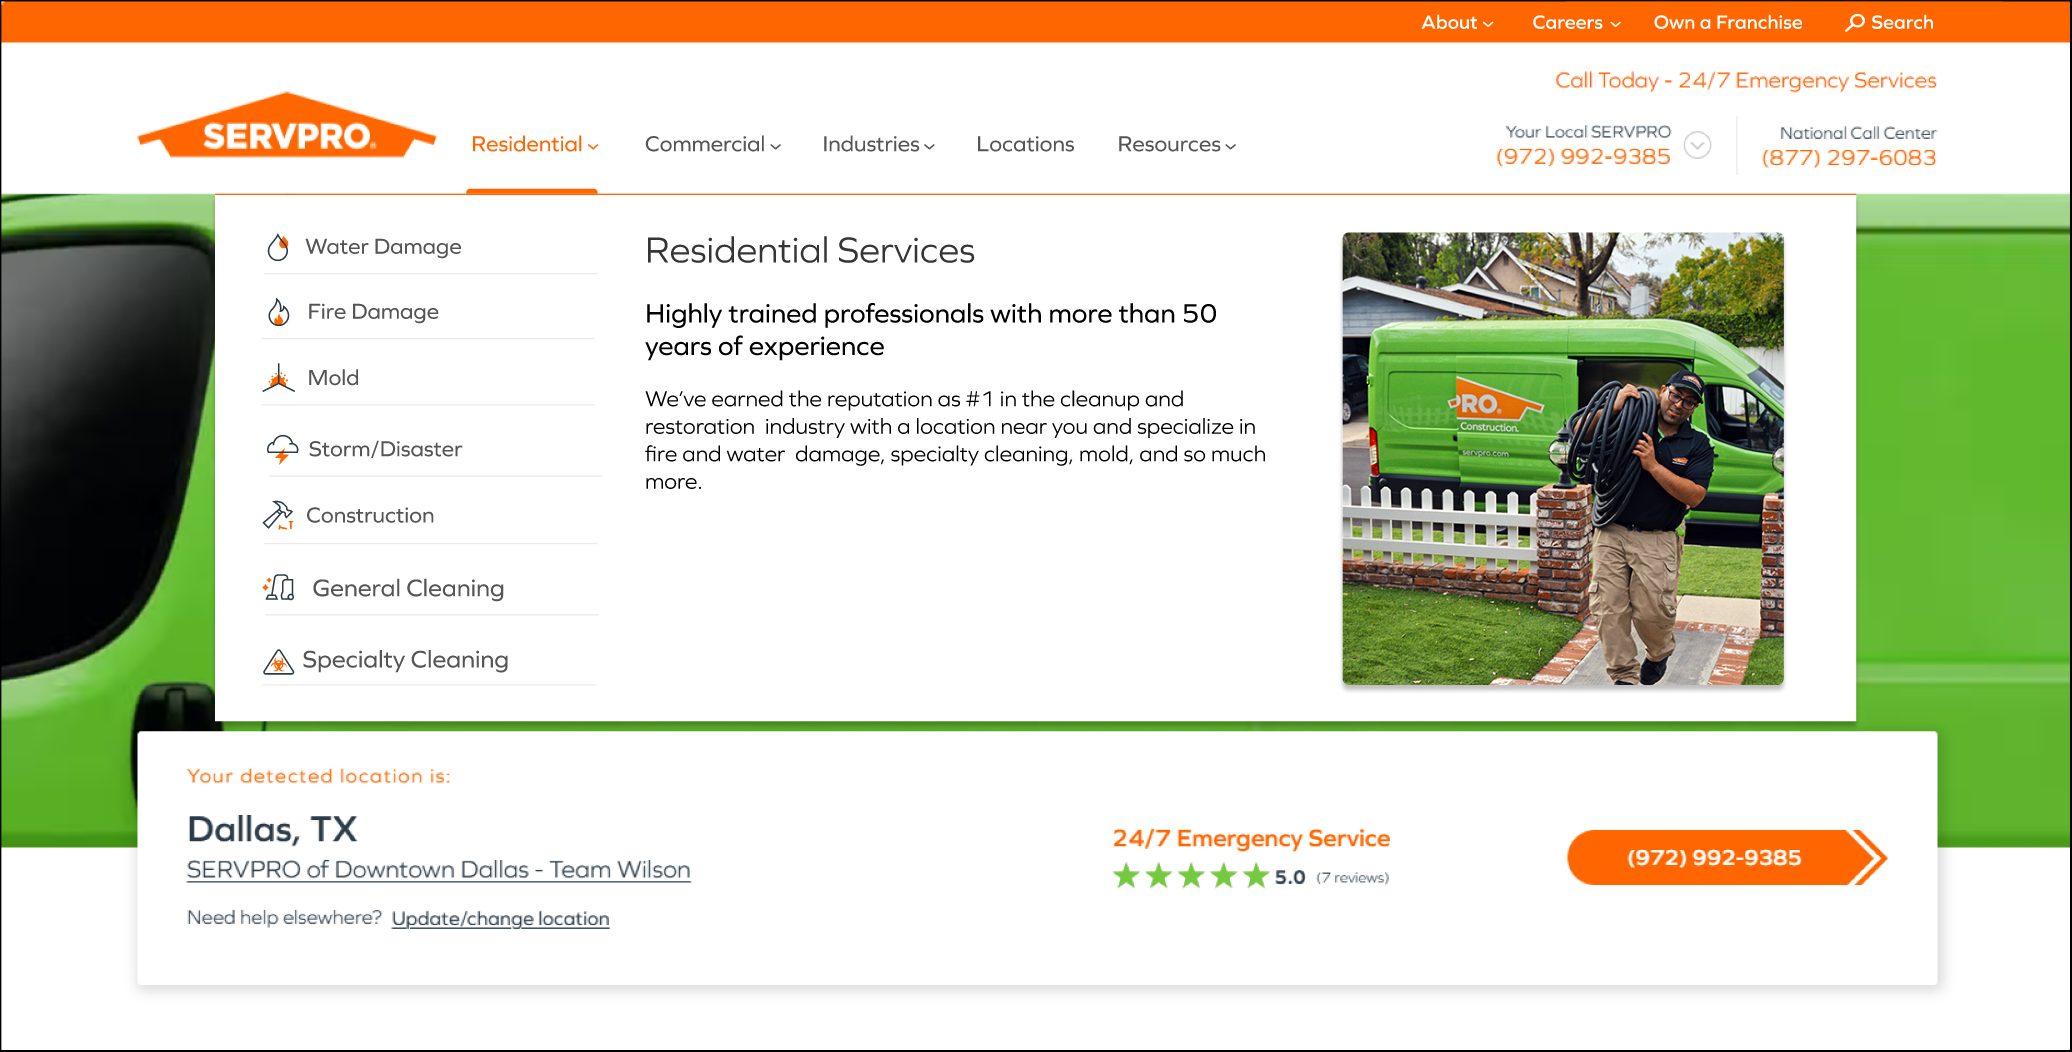 About
Careers
Own a Franchise
Search
Call Today - 24/7 Emergency Services
SERVPRO®
Residential
Commercial
Industries
Locations
Resources
Your Local SERVPRO
(972) 992-9385
National Call Center
(877) 297-6083
Water Damage
Fire Damage
Mold
Storm/Disaster
Construction
General Cleaning
Specialty Cleaning
Residential Services
Highly trained professionals with more than 50
years of experience
We’ve earned the reputation as #1 in the cleanup and
restoration industry with a location near you and specialize in
fire and water damage, specialty cleaning, mold, and so much
more.
PRO.
Construction.
servpro.com
Your detected location is:
Dallas, TX
SERVPRO of Downtown Dallas - Team Wilson
Need help elsewhere? Update/change location
24/7 Emergency Service
5.0 (7 reviews)
(972) 992-9385